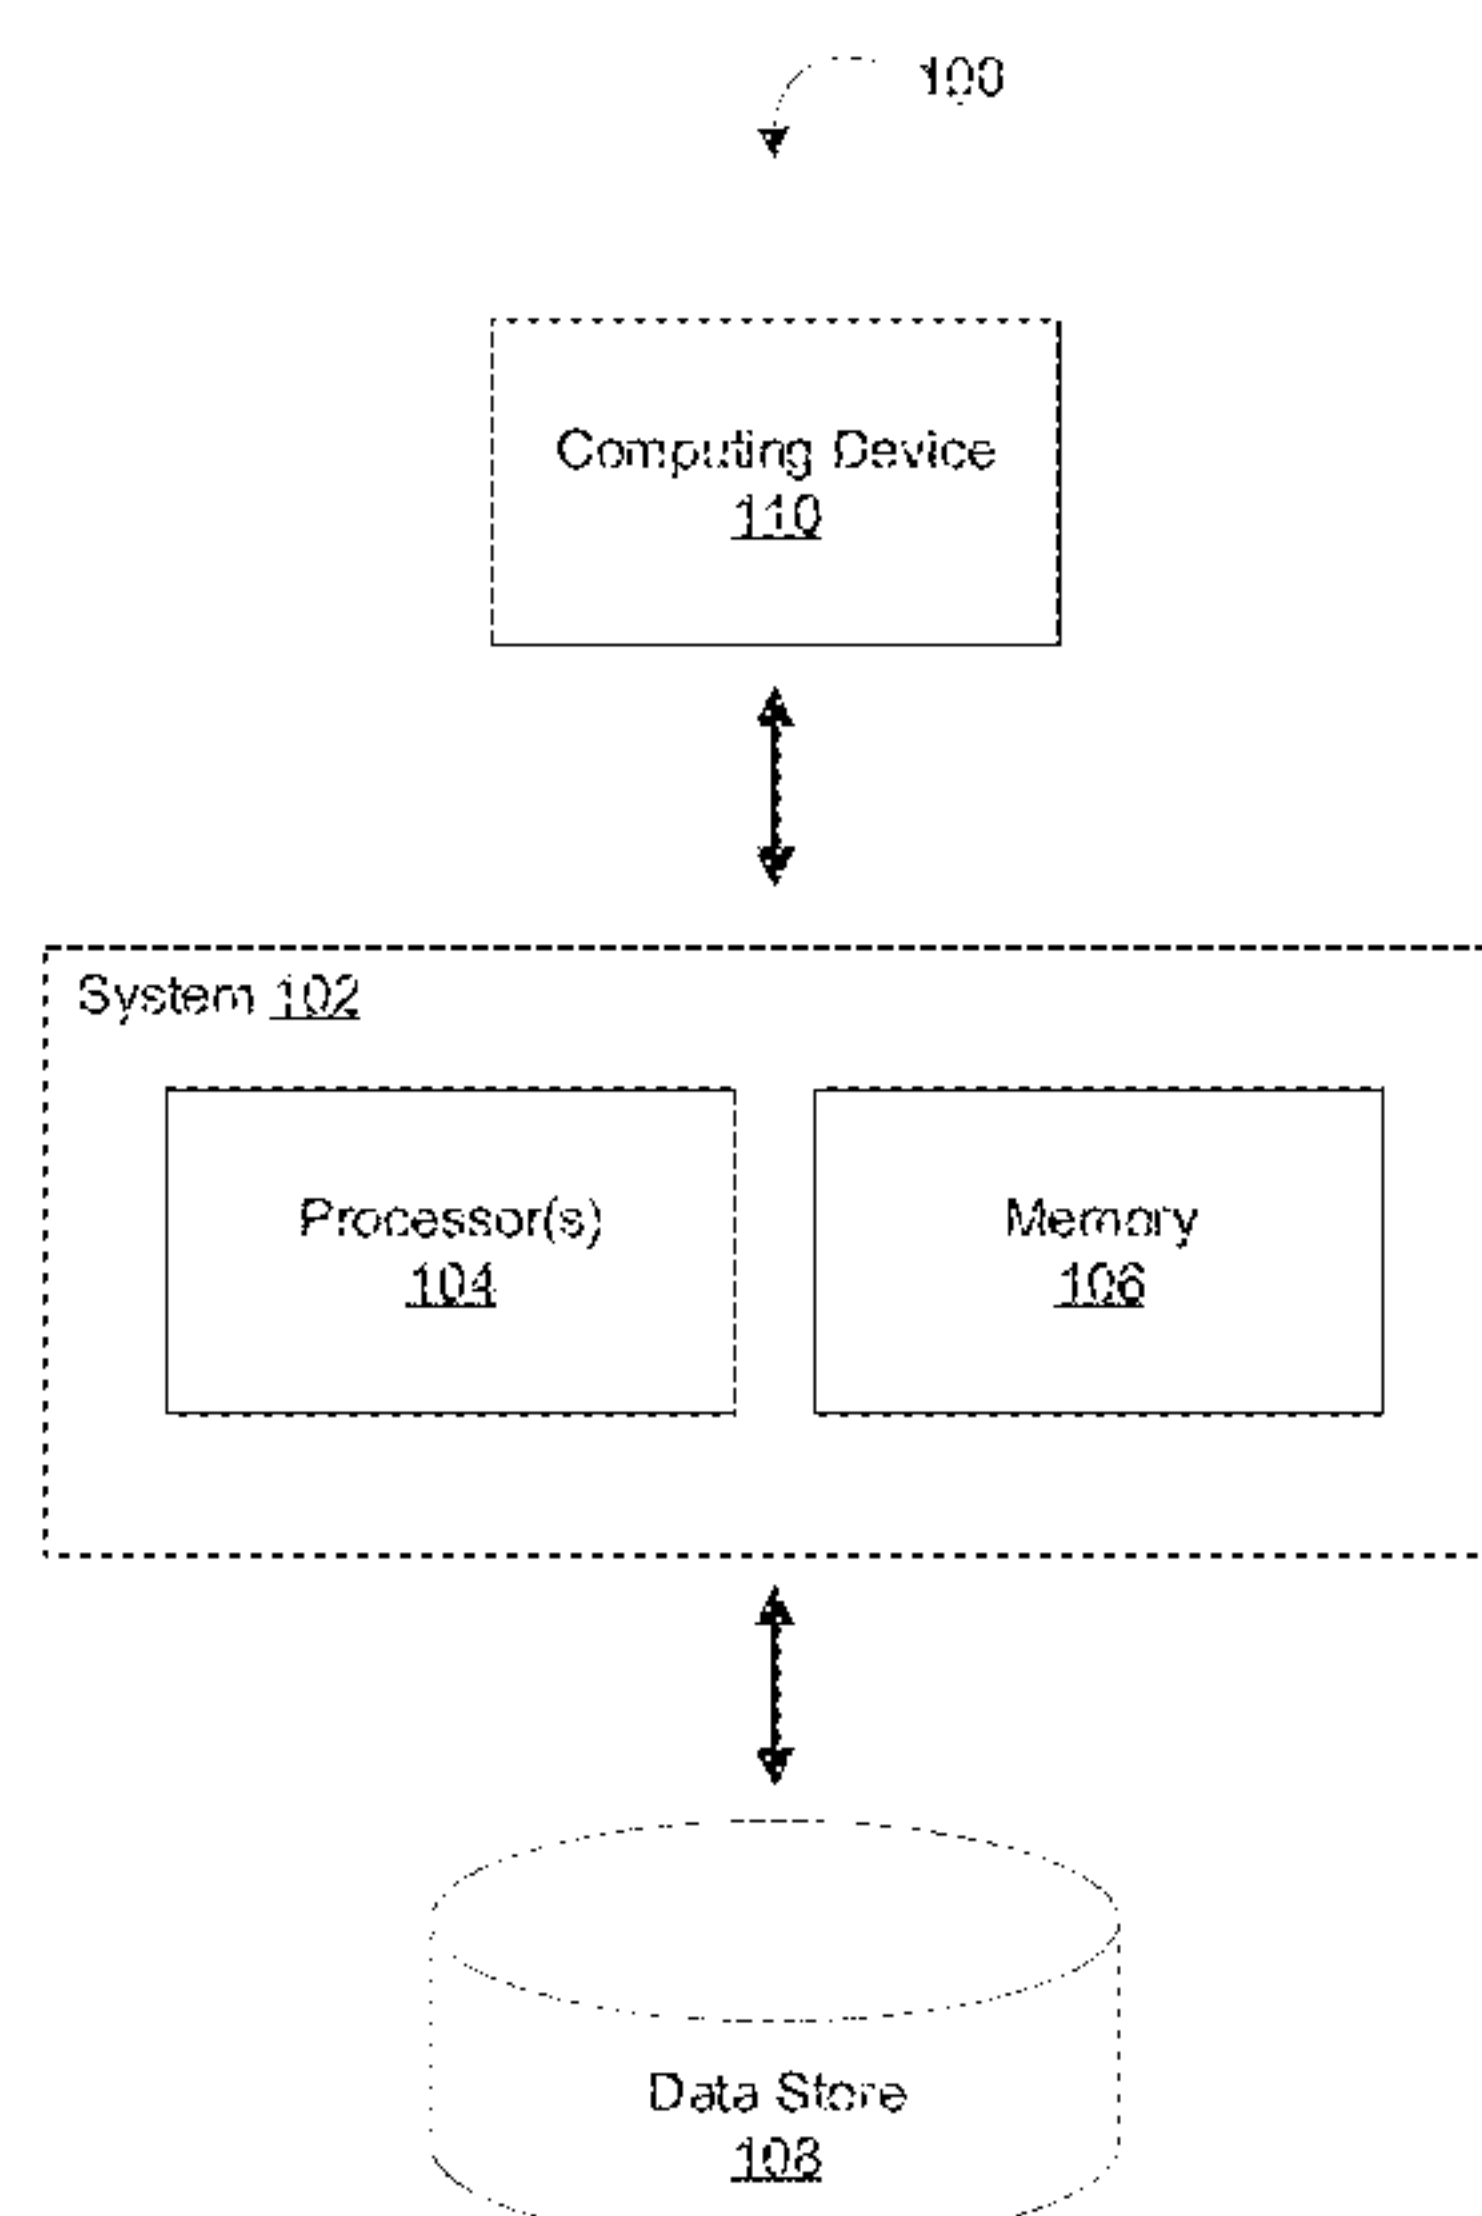 100
Computing Device
110
System 102
Processor(s)
104
Memory
106
Data Store
108